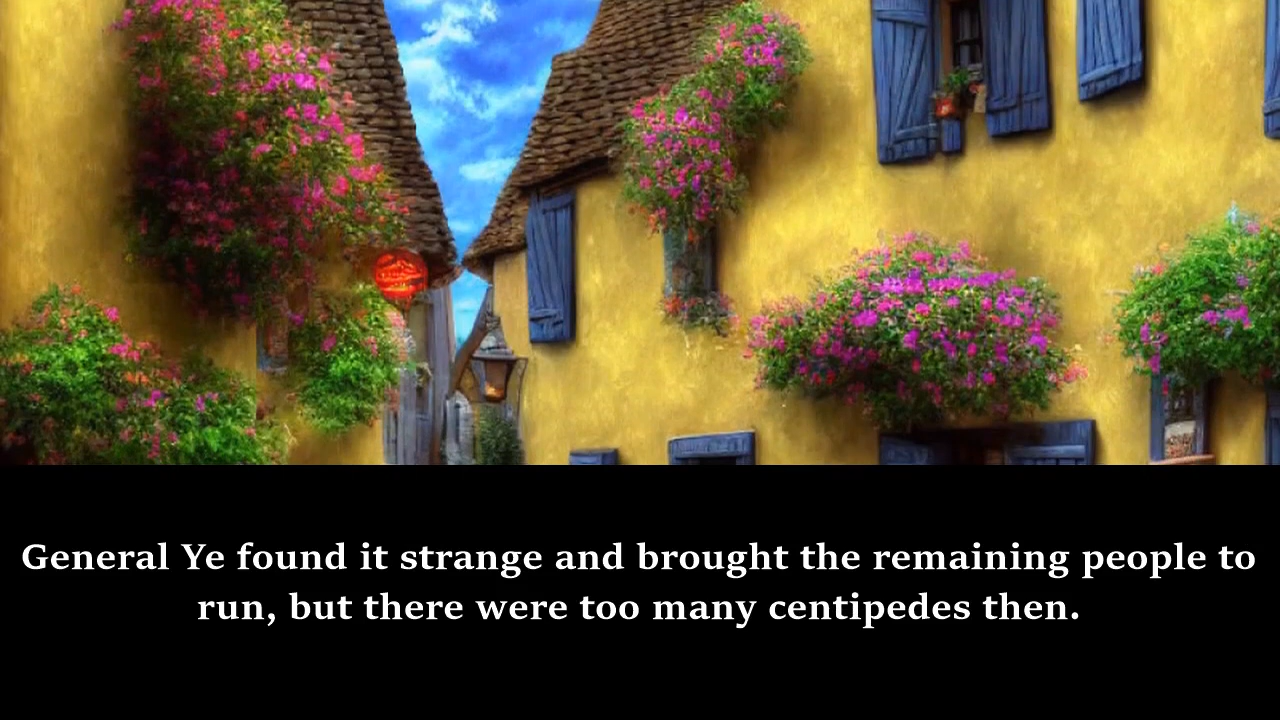 General Ye found it strange and brought the remaining people to
run, but there were too many centipedes then.